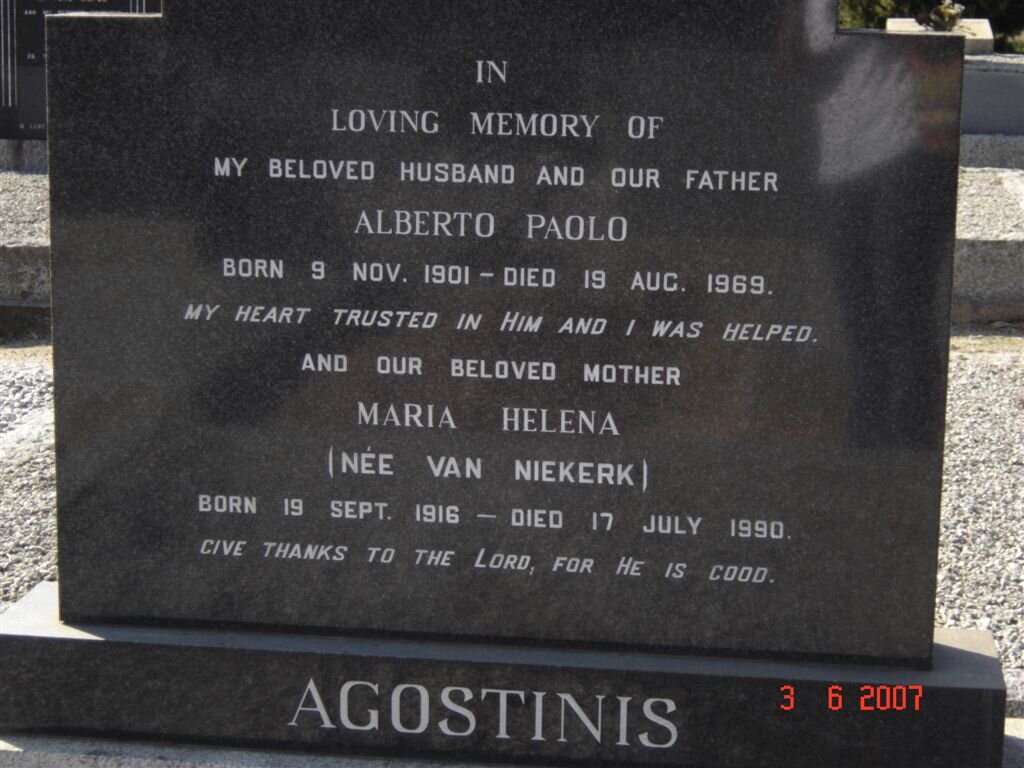 IN
LOVING MEMORY OF
MY BELOVED HUSBAND AND OUR FATHER
ALBERTO PAOLO
BORN 9 NOV. 1901 – DIED 19 AUG. 1969.
MY HEART TRUSTED IN HIM AND I WAS HELPED.
AND OUR BELOVED MOTHER
MARIA HELENA
(NÉE VAN NIEKERK)
BORN 19 SEPT. 1916 – DIED 17 JULY 1990.
GIVE THANKS TO THE LORD, FOR HE IS GOOD.
AGOSTINIS
3 6 2007